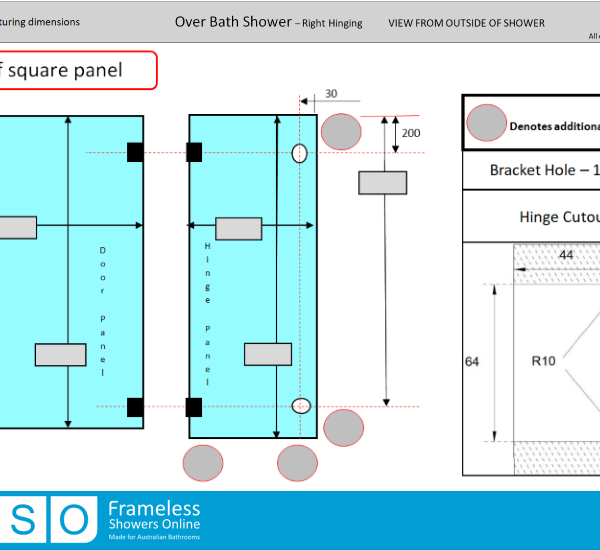 turing dimensions
Over Bath Shower – Right Hinging
VIEW FROM OUTSIDE OF SHOWER
All
f square panel
30
200
Denotes additiona
Bracket Hole – 1
Hinge Cutou
44
64
R10
Door Panel
Hinge Panel
SO
Frameless
Showers Online
Made for Australian Bathrooms